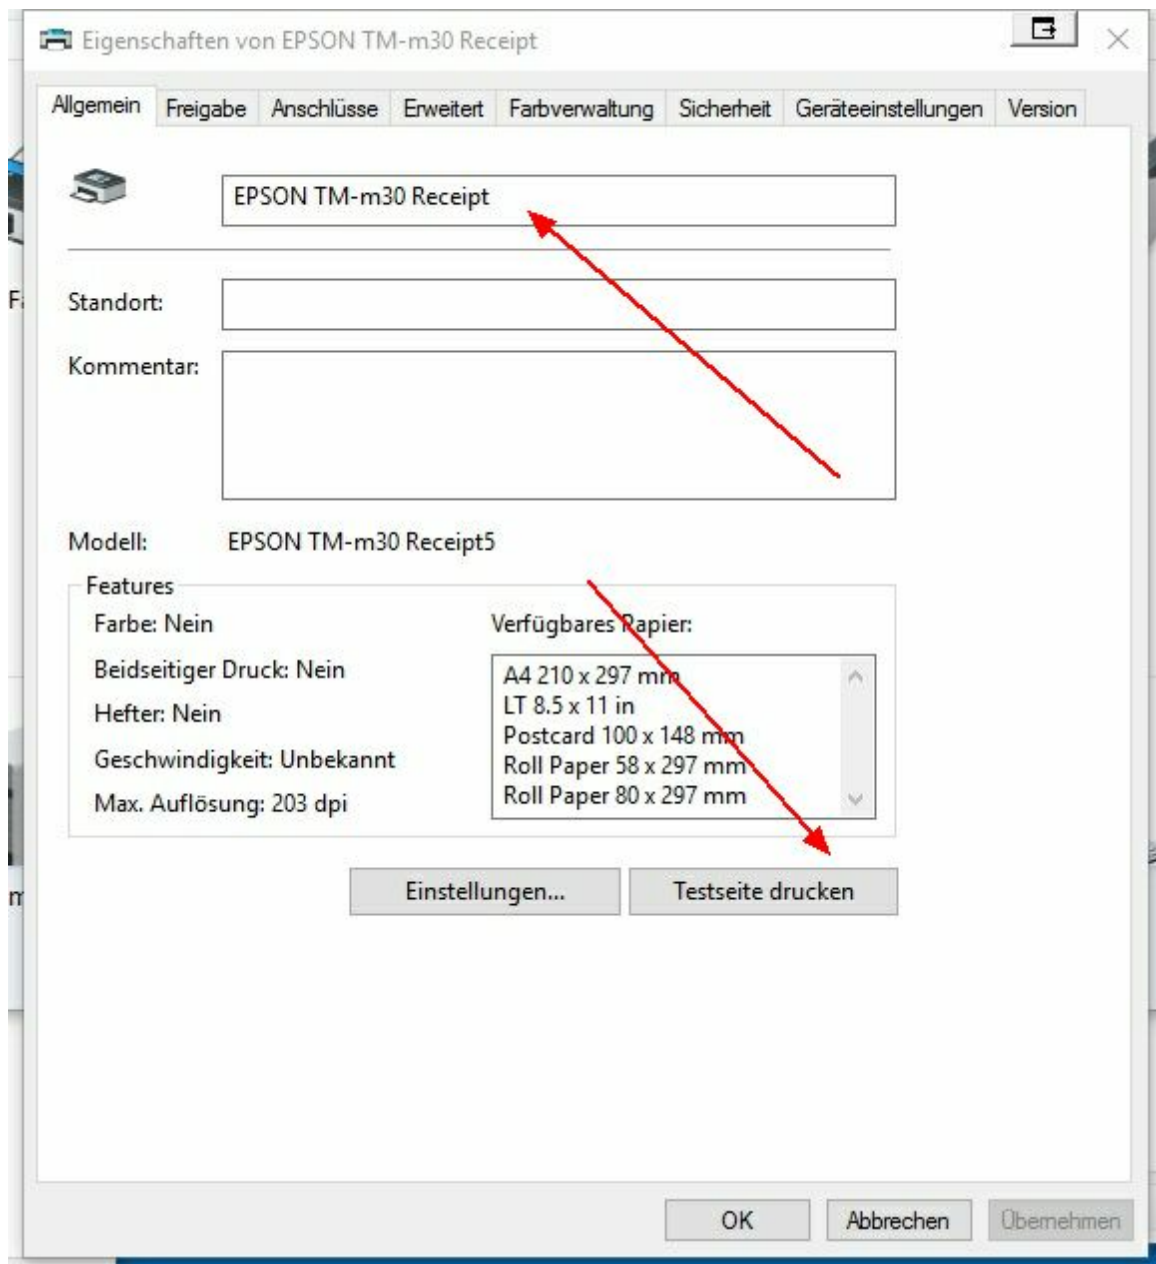 Eigenschaften von EPSON TM-m30 Receipt
Allgemein Freigabe Anschlüsse Erweitert Farbverwaltung Sicherheit Geräteeinstellungen Version
EPSON TM-m30 Receipt
Standort:
Kommentar:
Modell: EPSON TM-m30 Receipt5
Features
Farbe: Nein
Beidseitiger Druck: Nein
Hefter: Nein
Geschwindigkeit: Unbekannt
Max. Auflösung: 203 dpi
Verfügbares Papier:
A4 210 x 297 mm
LT 8.5 x 11 in
Postcard 100 x 148 mm
Roll Paper 58 x 297 mm
Roll Paper 80 x 297 mm
Einstellungen... Testseite drucken
OK Abbrechen Übernehmen